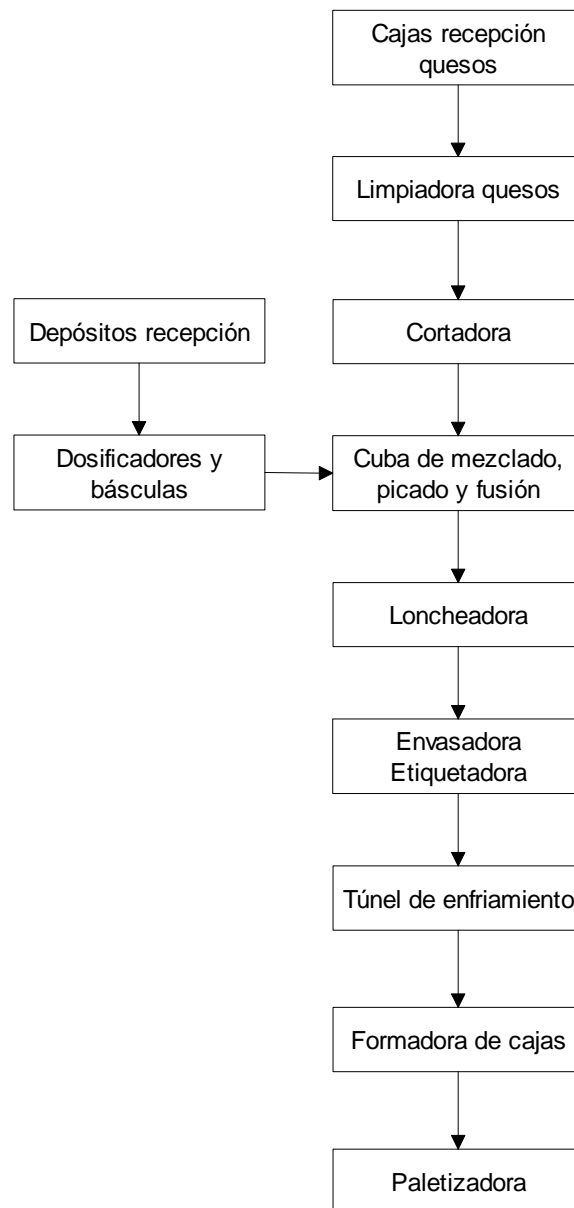 Cajas recepción
quesos
Limpiadora quesos
Depósitos recepción
Cortadora
Dosificadores y
básculas
Cuba de mezclado,
picado y fusión
Loncheadora
Envasadora
Etiquetadora
Túnel de enfriamiento
Formadora de cajas
Paletizadora